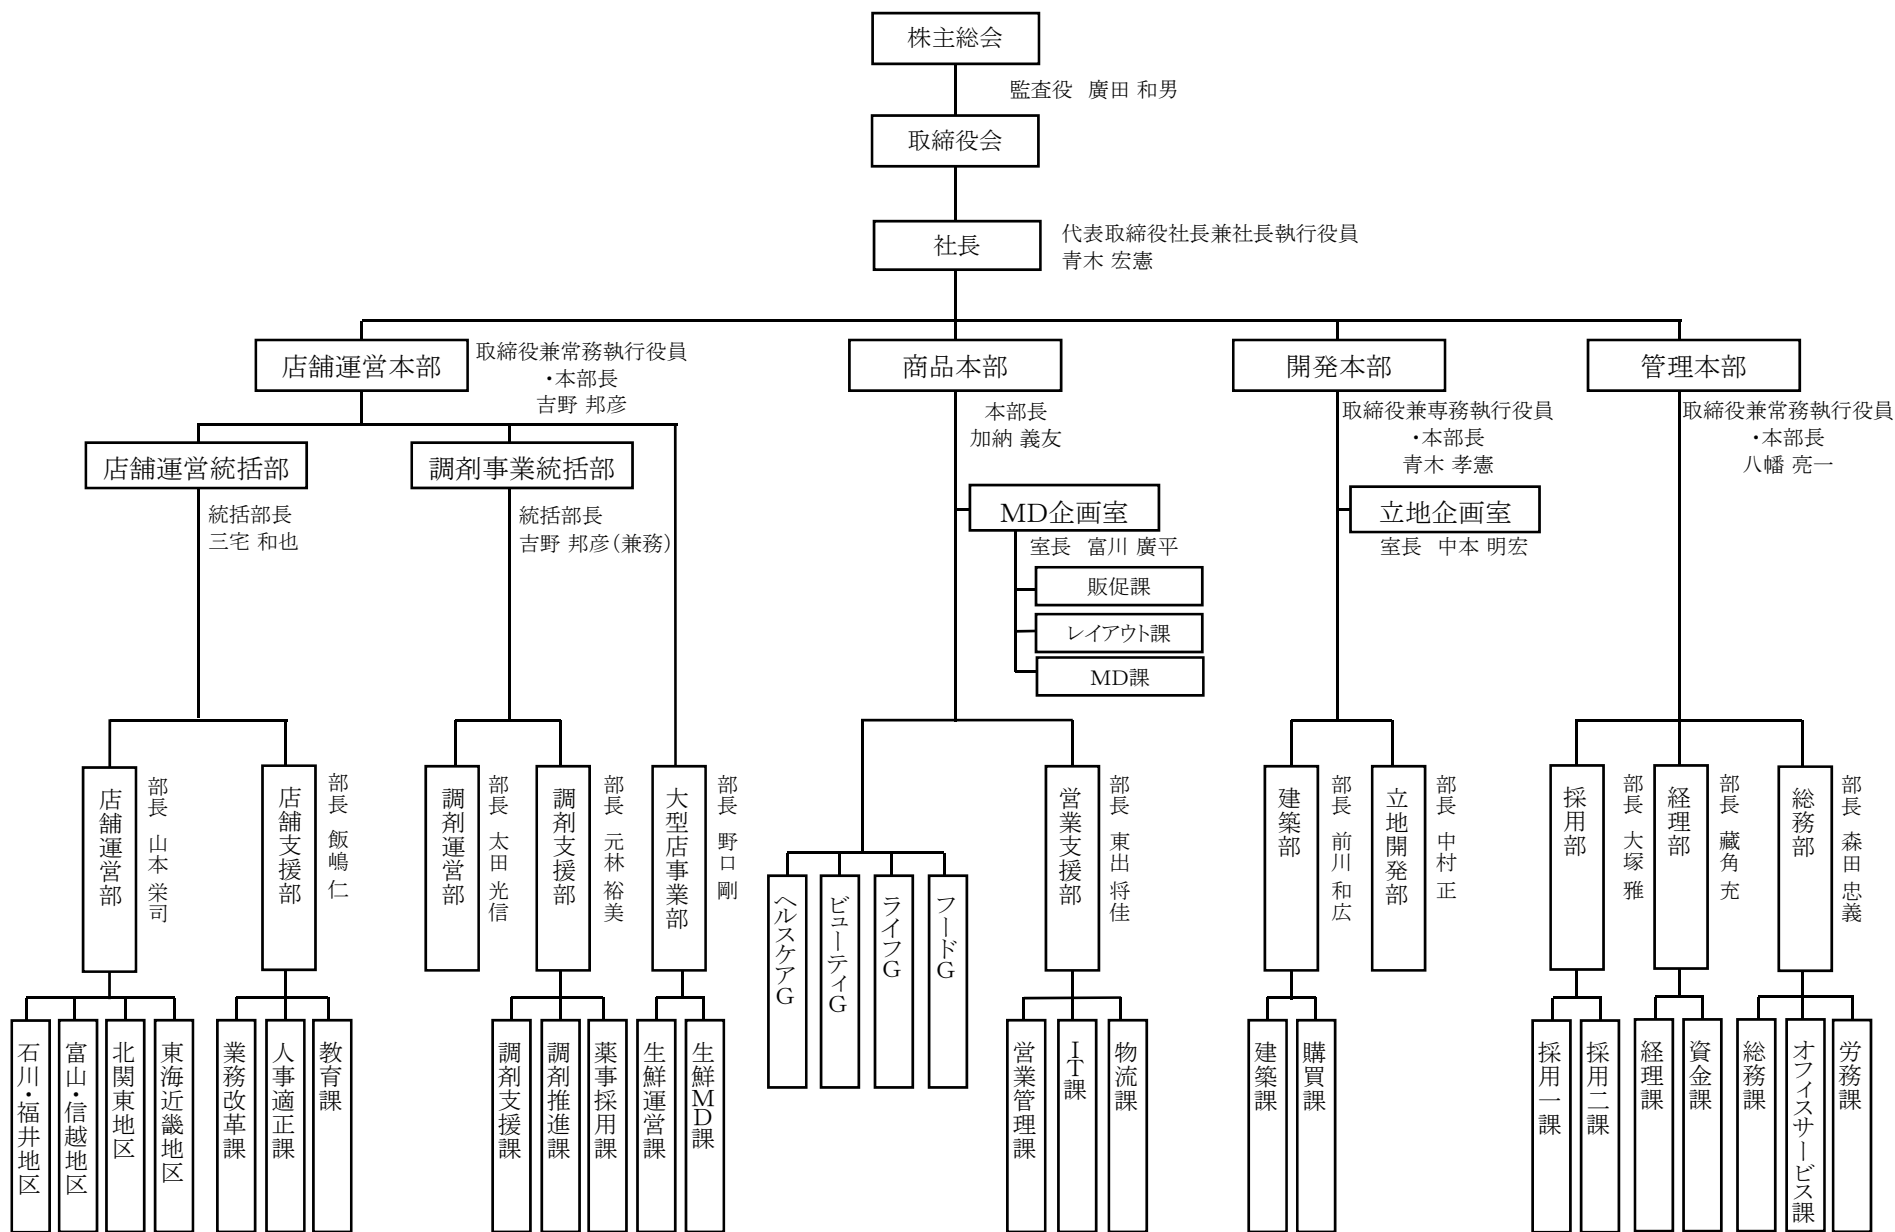 株主総会
監査役 廣田 和男
取締役会
社長
代表取締役社長兼社長執行役員
青木 宏憲
店舗運営本部
取締役兼常務執行役員
・本部長
吉野 邦彦
商品本部
本部長
加納 義友
開発本部
取締役兼専務執行役員
・本部長
青木 孝憲
管理本部
取締役兼常務執行役員
・本部長
八幡 亮一
店舗運営統括部
統括部長
三宅 和也
調剤事業統括部
統括部長
吉野 邦彦(兼務)
MD企画室
室長 富川 廣平
販促課
レイアウト課
MD課
立地企画室
室長 中本 明宏
店舗運営部
部長 山本 栄司
店舗支援部
部長 飯嶋 仁
調剤運営部
部長 太田 光信
調剤支援部
部長 元林 裕美
大型店事業部
部長 野口 剛
ヘルスケアG
ビューティG
ライフG
フードG
営業支援部
部長 東出 将佳
建築部
部長 前川 和広
立地開発部
部長 中村 正
採用部
部長 大塚 雅
経理部
部長 藏角 充
総務部
部長 森田 忠義
石川・福井地区
富山・信越地区
北関東地区
東海近畿地区
業務改革課
人事適正課
教育課
調剤支援課
調剤推進課
薬事採用課
生鮮運営課
生鮮MD課
営業管理課
IT課
物流課
建築課
購買課
採用一課
採用二課
経理課
資金課
総務課
オフィスサービス課
労務課